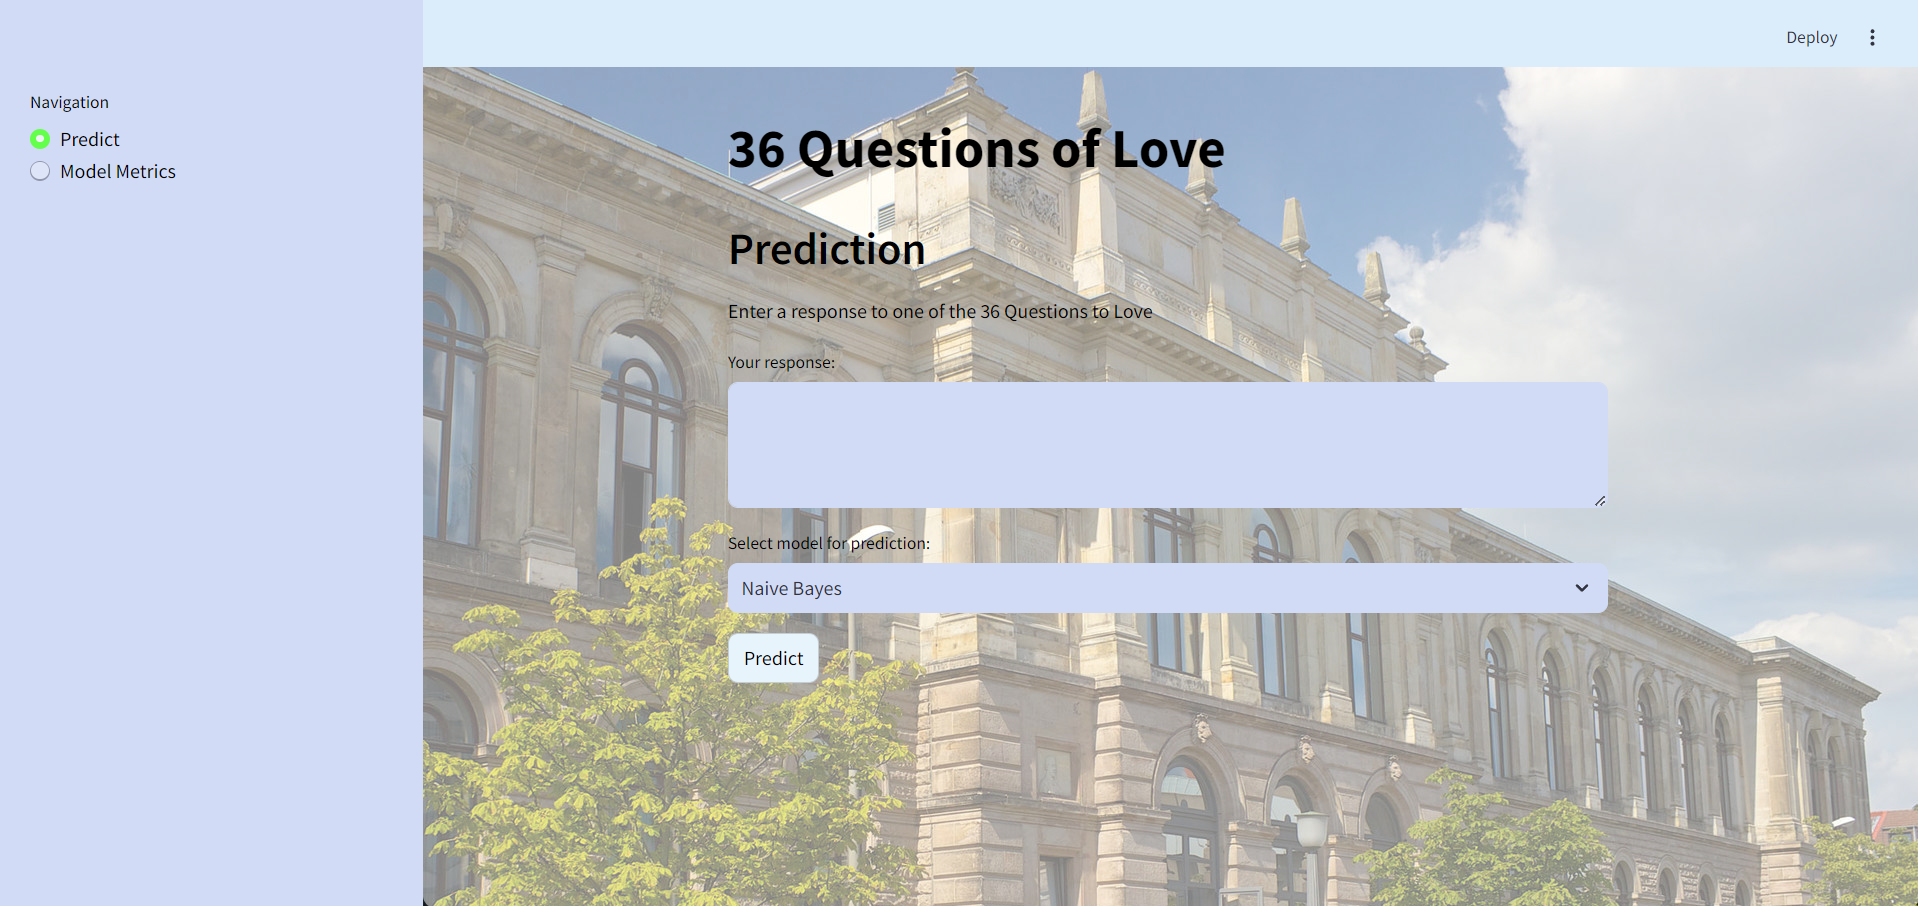 Deploy
Navigation
Predict
Model Metrics
36 Questions of Love
Prediction
Enter a response to one of the 36 Questions to Love
Your response:
Select model for prediction:
Naive Bayes
Predict